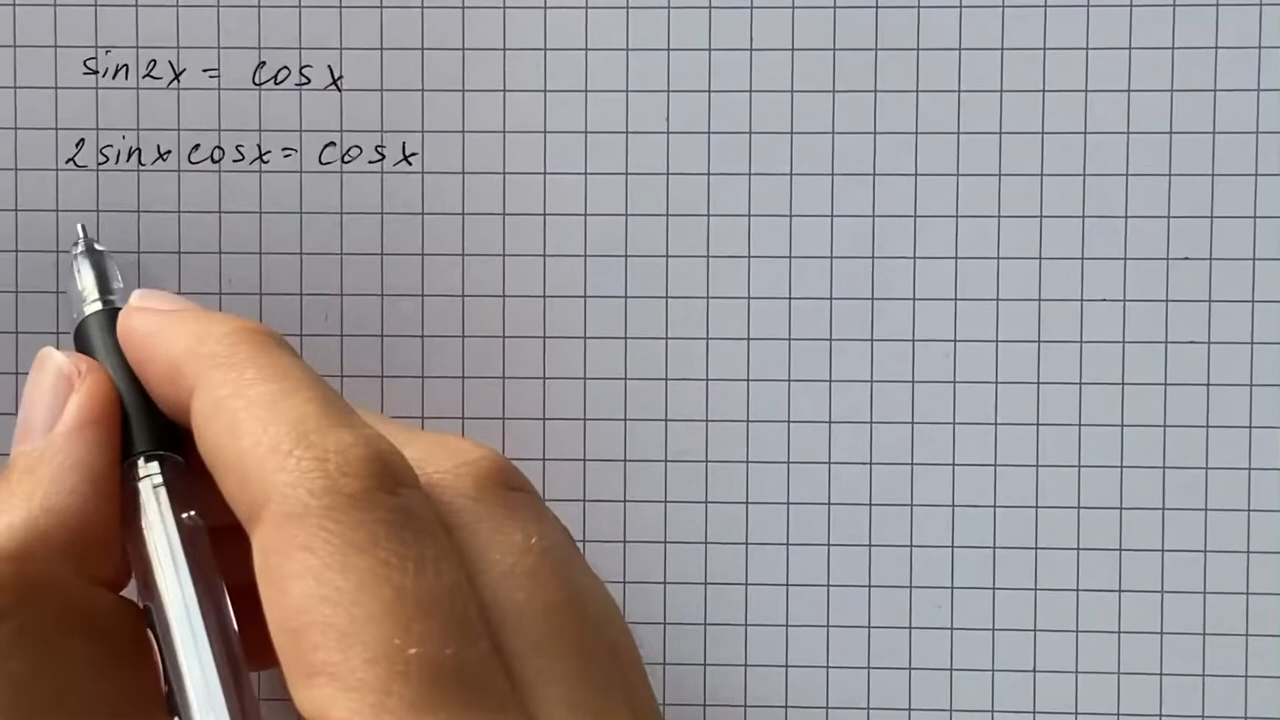 sin 2x = cos x
2 sin x cos x = cos x